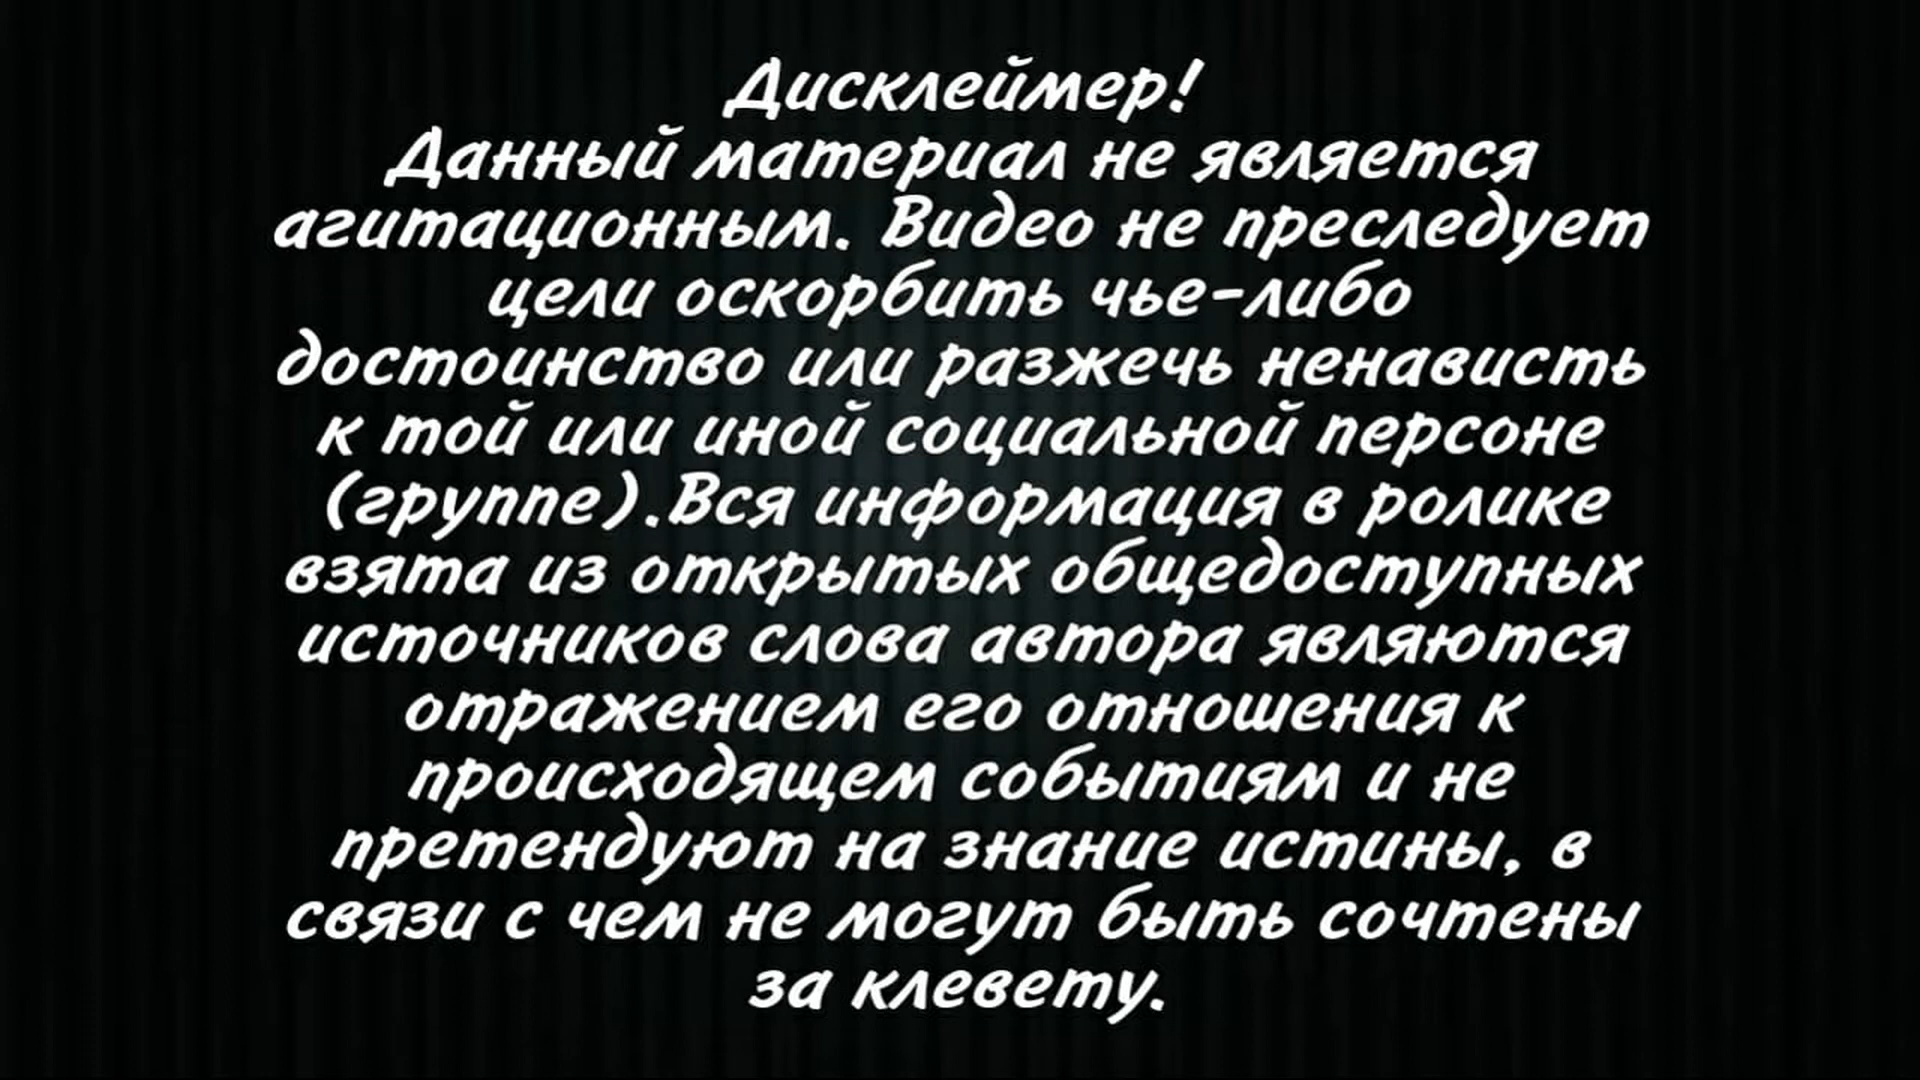 Дисклеймер!
Данный материал не является
агитационным. Видео не преследует
цели оскорбить чье-либо
достоинство или разжечь ненависть
к той или иной социальной персоне
(группе).Вся информация в ролике
взята из открытых общедоступных
источников слова автора являются
отражением его отношения к
происходящем событиям и не
претендуют на знание истины, в
связи с чем не могут быть сочтены
за клевету.